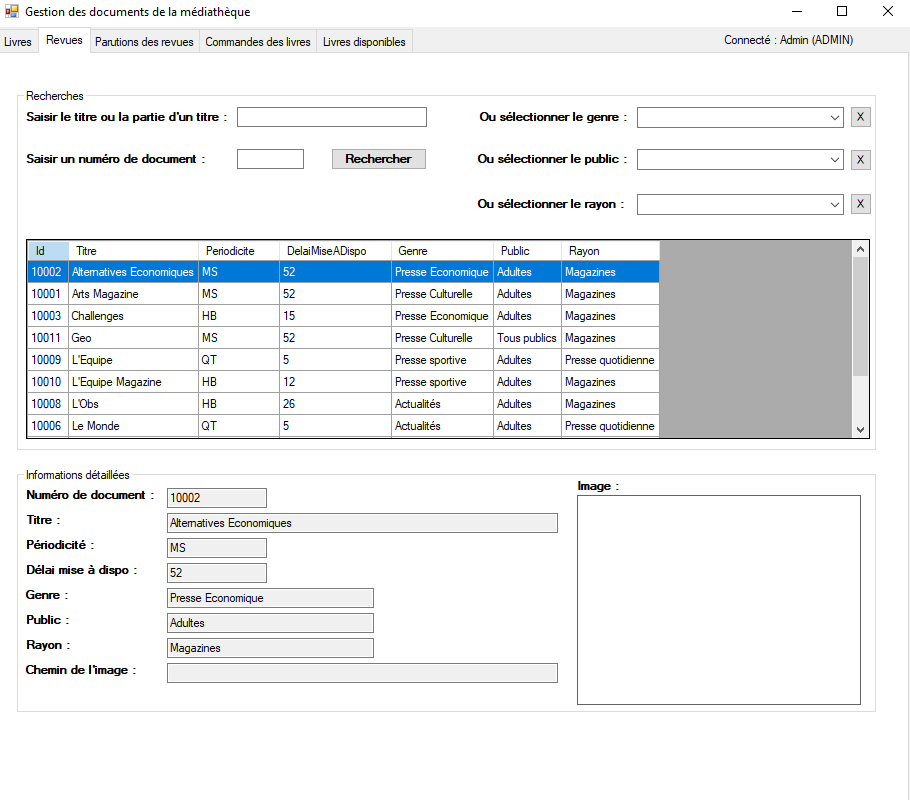 Gestion des documents de la médiathèque
Livres Revues Parutions des revues Commandes des livres Livres disponibles Connecté : Admin (ADMIN)
Recherches
Saisir le titre ou la partie d'un titre : Ou sélectionner le genre : X
Saisir un numéro de document : Rechercher Ou sélectionner le public : X
Ou sélectionner le rayon : X
Id Titre Periodicite DelaiMiseADispo Genre Public Rayon
10002 Alternatives Economiques MS 52 Presse Economique Adultes Magazines
10001 Arts Magazine MS 52 Presse Culturelle Adultes Magazines
10003 Challenges HB 15 Presse Economique Adultes Magazines
10011 Geo MS 52 Presse Culturelle Tous publics Magazines
10009 L'Equipe QT 5 Presse sportive Adultes Presse quotidienne
10010 L'Equipe Magazine HB 12 Presse sportive Adultes Magazines
10008 L'Obs HB 26 Actualités Adultes Magazines
10006 Le Monde QT 5 Actualités Adultes Presse quotidienne
Informations détaillées
Numéro de document : 10002 Image :
Titre : Alternatives Economiques
Périodicité : MS
Délai mise à dispo : 52
Genre : Presse Economique
Public : Adultes
Rayon : Magazines
Chemin de l'image :